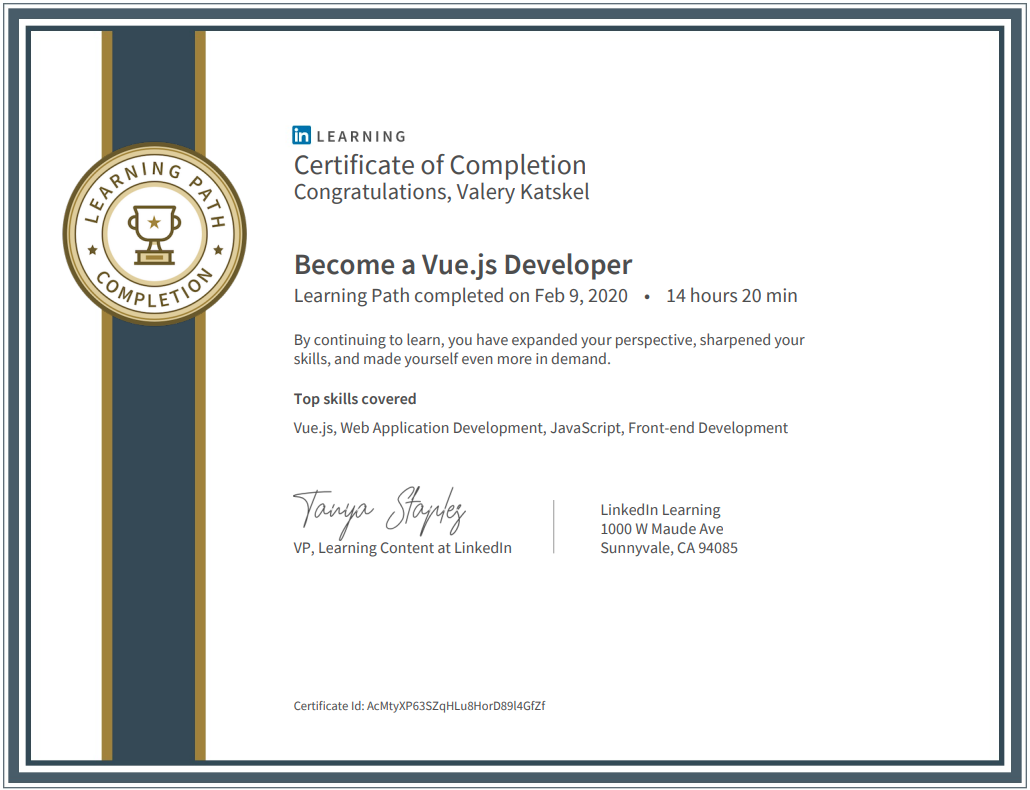 in LEARNING
Certificate of Completion
Congratulations, Valery Katskel
LEARNING PATH
COMPLETION
Become a Vue.js Developer
Learning Path completed on Feb 9, 2020 • 14 hours 20 min
By continuing to learn, you have expanded your perspective, sharpened your
skills, and made yourself even more in demand.
Top skills covered
Vue.js, Web Application Development, JavaScript, Front-end Development
Tanya Staples
VP, Learning Content at LinkedIn
LinkedIn Learning
1000 W Maude Ave
Sunnyvale, CA 94085
Certificate Id: AcMtyXP63SZqHLu8HorD89l4GfZf